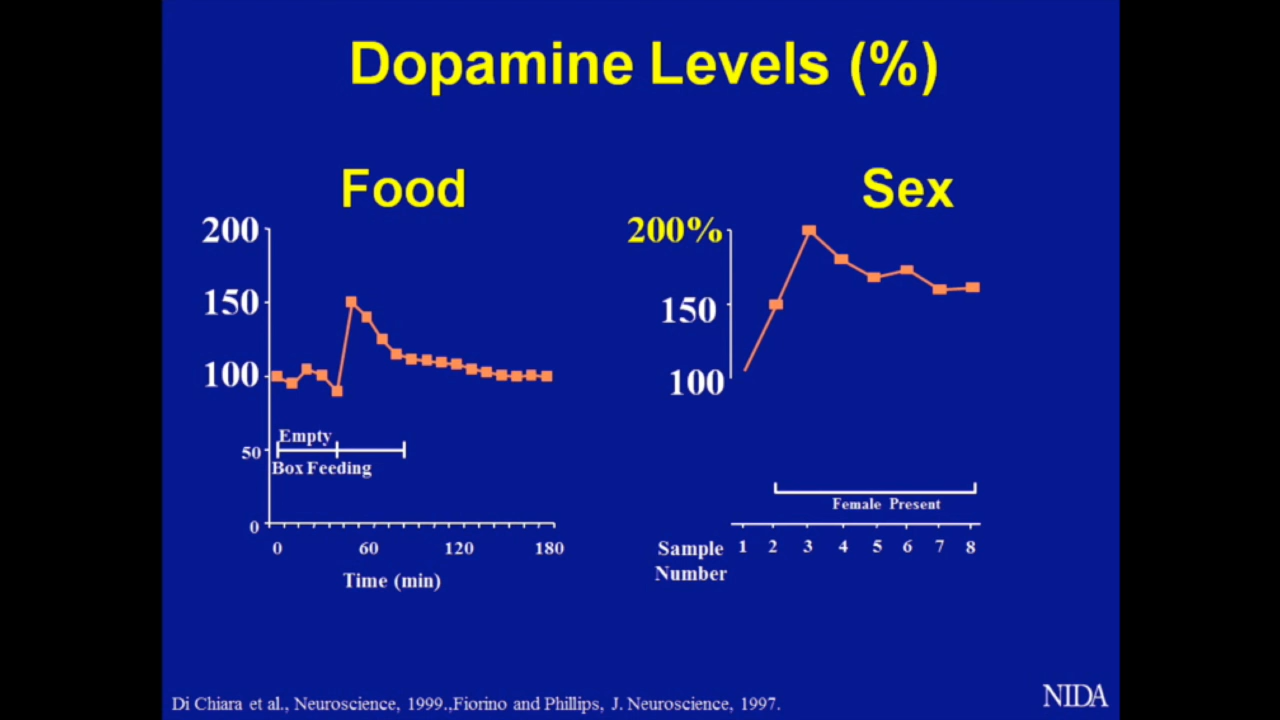 Dopamine Levels (%)
Food
200
150
100
50
0
Empty
Box Feeding
0 60 120 180
Time (min)
Sex
200%
150
100
Female Present
Sample Number 1 2 3 4 5 6 7 8
Di Chiara et al., Neuroscience, 1999.,Fiorino and Phillips, J. Neuroscience, 1997.
NIDA